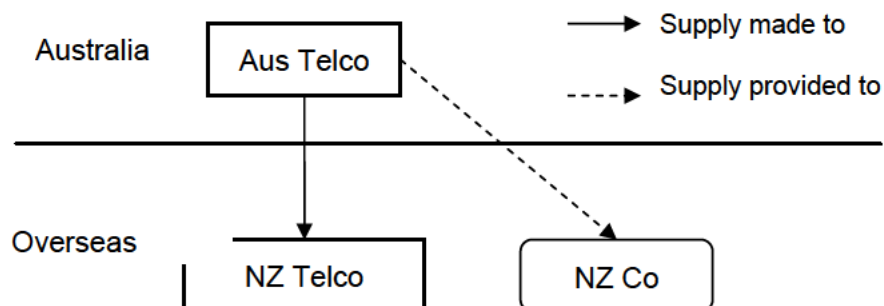 Australia
Aus Telco
Supply made to
Supply provided to
Overseas
NZ Telco
NZ Co